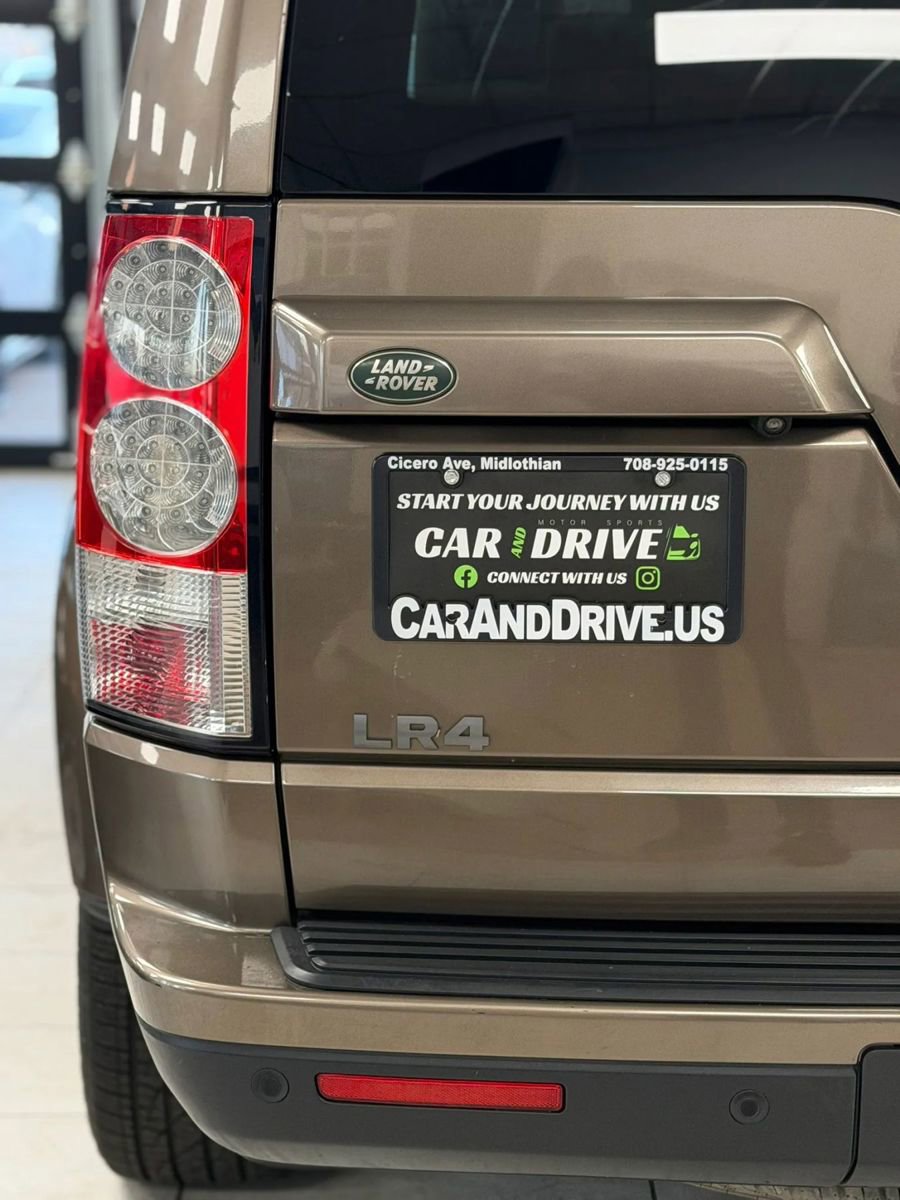 LAND
ROVER
Cicero Ave, Midlothian 708-925-0115
START YOUR JOURNEY WITH US
MOTOR SPORTS
CAR AND DRIVE
CONNECT WITH US
CARANDDRIVE.US
LR4